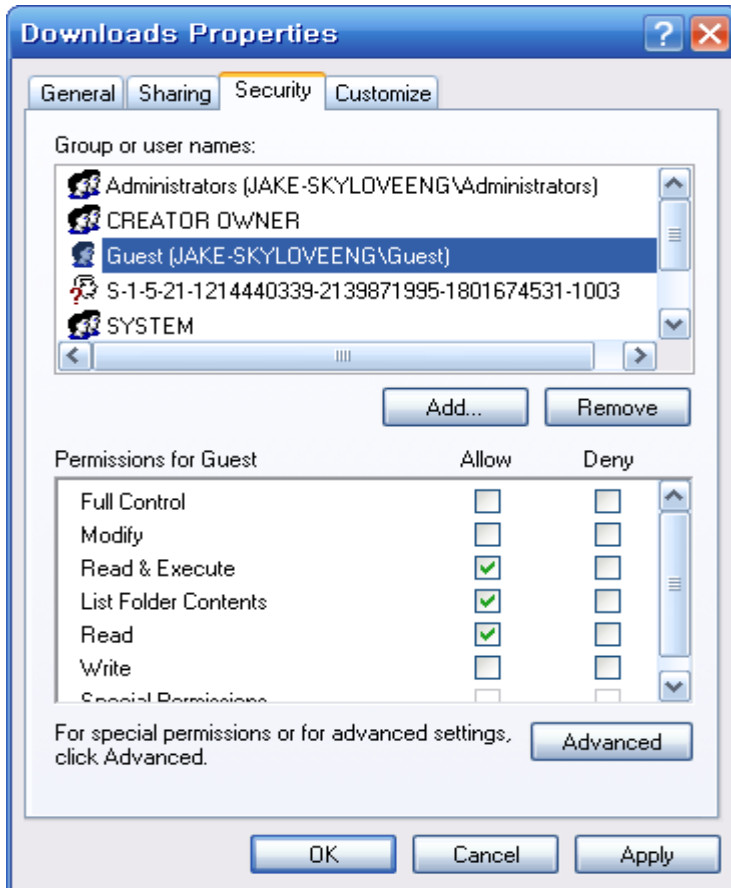 Downloads Properties
General Sharing Security Customize
Group or user names:
Administrators (JAKE-SKYLOVEENG\Administrators)
CREATOR OWNER
Guest (JAKE-SKYLOVEENG\Guest)
S-1-5-21-1214440339-2139871995-1801674531-1003
SYSTEM
Add... Remove
Permissions for Guest Allow Deny
Full Control
Modify
Read & Execute
List Folder Contents
Read
Write
Special Permissions
For special permissions or for advanced settings,
click Advanced.
Advanced
OK Cancel Apply